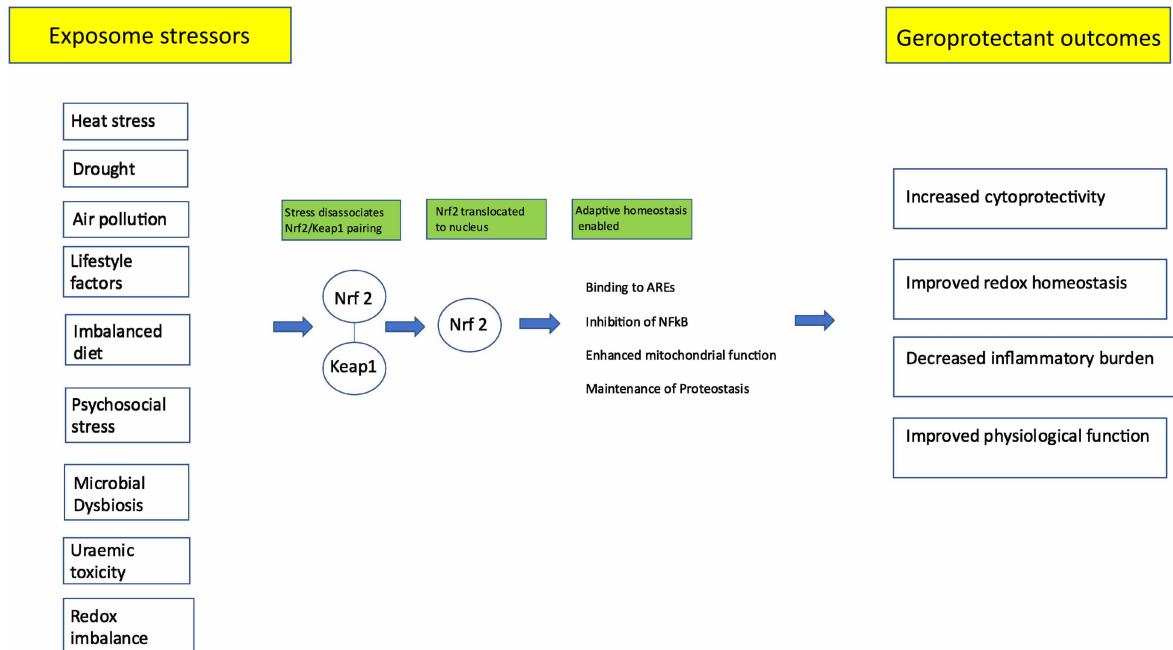 Exposome stressors
Geroprotectant outcomes
Heat stress
Drought
Air pollution
Lifestyle
factors
Imbalanced
diet
Psychosocial
stress
Microbial
Dysbiosis
Uraemic
toxicity
Redox
imbalance
Stress disassociates
Nrf2/Keap1 pairing
Nrf 2
Keap1
Nrf2 translocated
to nucleus
Nrf 2
Adaptive homeostasis
enabled
Binding to AREs
Inhibition of NFkB
Enhanced mitochondrial function
Maintenance of Proteostasis
Increased cytoprotectivity
Improved redox homeostasis
Decreased inflammatory burden
Improved physiological function